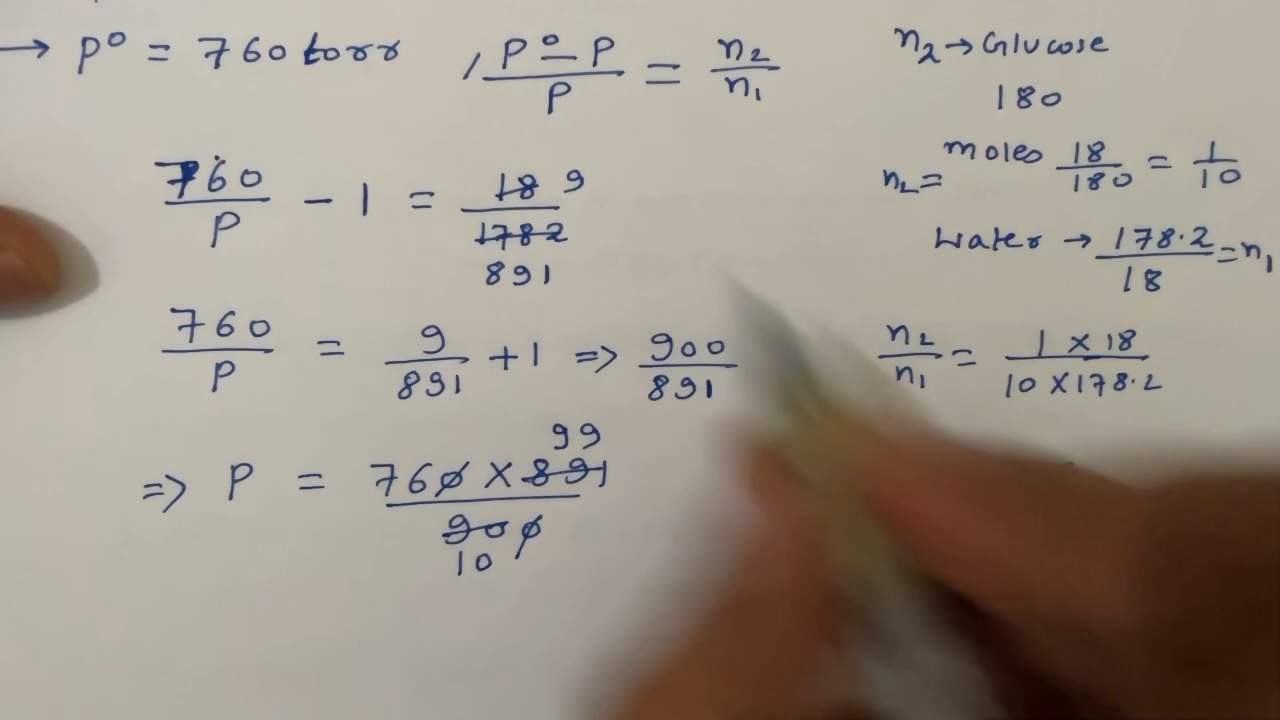 → P° = 760 torr , P° - P / P = n2 / n1
n2 → Glucose
180
n2 = moles 18/180 = 1/10
760/P - 1 = 18/1782 9 891
Water → 178.2/18 = n1
760/P = 9/891 + 1 => 900/891
n2/n1 = 1 × 18 / 10 × 178.2
=> P = 760 × 891 / 900 99 10